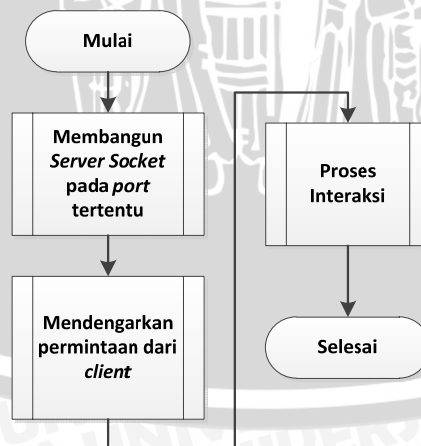 Mulai
Membangun
Server Socket
pada port
tertentu
Mendengarkan
permintaan dari
client
Proses
Interaksi
Selesai